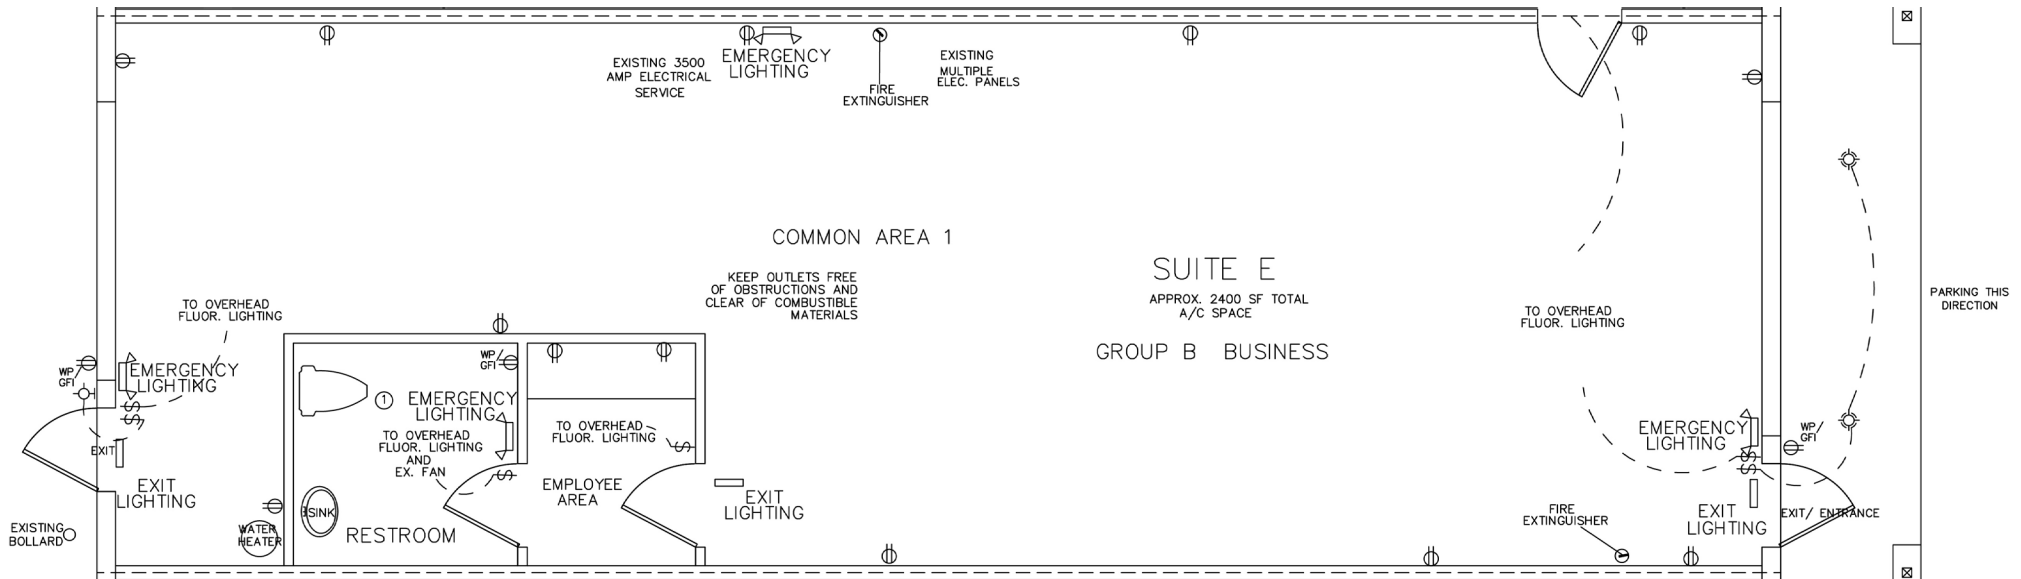 EXISTING 3500
AMP ELECTRICAL
SERVICE
EMERGENCY
LIGHTING
FIRE
EXTINGUISHER
EXISTING
MULTIPLE
ELEC. PANELS
COMMON AREA 1
KEEP OUTLETS FREE
OF OBSTRUCTIONS AND
CLEAR OF COMBUSTIBLE
MATERIALS
SUITE E
APPROX. 2400 SF TOTAL
A/C SPACE
GROUP B BUSINESS
TO OVERHEAD
FLUOR. LIGHTING
PARKING THIS
DIRECTION
TO OVERHEAD
FLUOR. LIGHTING
WP/
GFI
EMERGENCY
LIGHTING
S
S
EXIT
EXIT
LIGHTING
EXISTING
BOLLARD
WATER
HEATER
SINK
RESTROOM
1
WP/
GFI
EMERGENCY
LIGHTING
TO OVERHEAD
FLUOR. LIGHTING
AND
EX. FAN
S
TO OVERHEAD
FLUOR. LIGHTING
S
EMPLOYEE
AREA
EXIT
LIGHTING
EMERGENCY
LIGHTING
WP/
GFI
S
S
FIRE
EXTINGUISHER
EXIT
LIGHTING
EXIT/ ENTRANCE